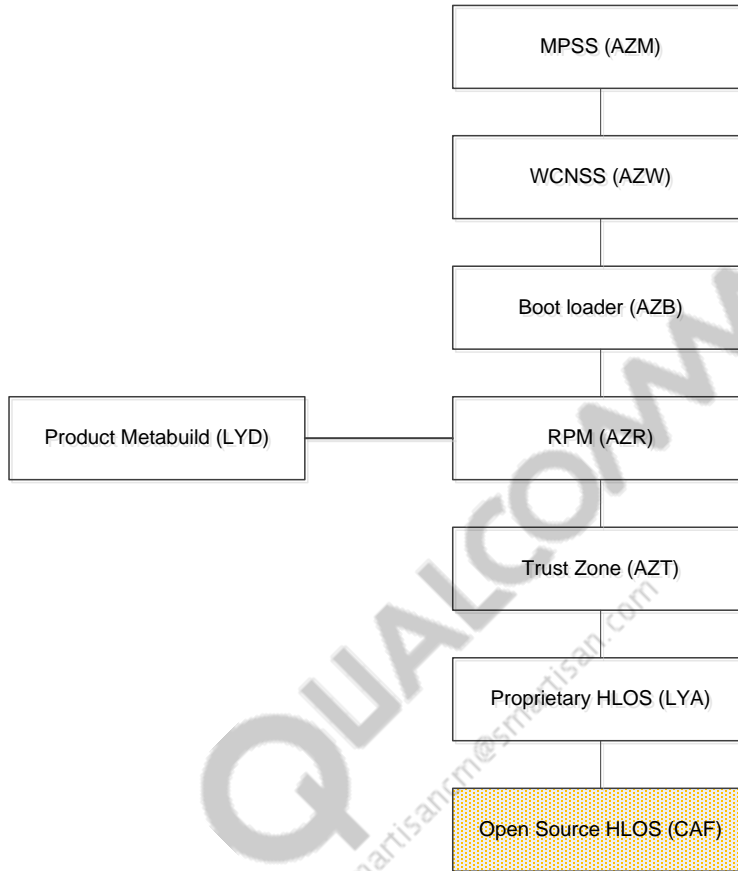 MPSS (AZM)
WCNSS (AZW)
Boot loader (AZB)
Product Metabuild (LYD)
RPM (AZR)
Trust Zone (AZT)
Proprietary HLOS (LYA)
Open Source HLOS (CAF)
QUALCOMM